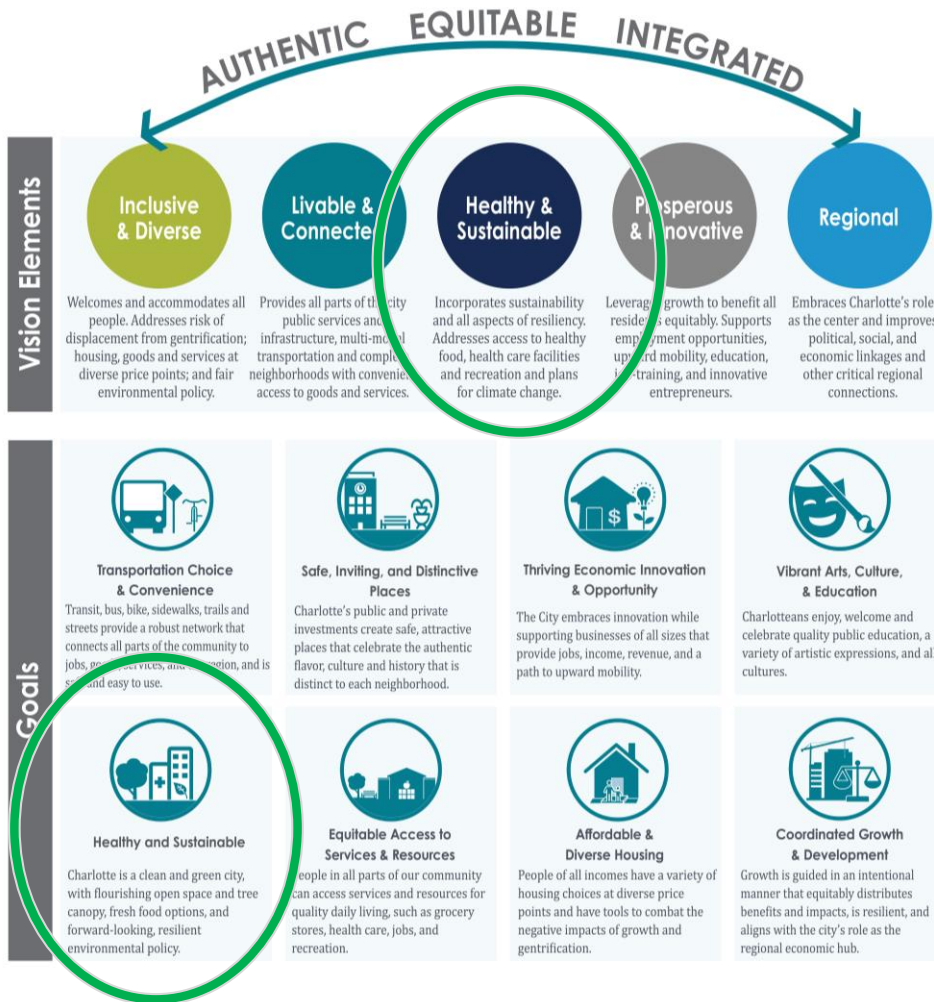 AUTHENTIC EQUITABLE INTEGRATED
Vision Elements
Inclusive
& Diverse
Welcomes and accommodates all
people. Addresses risk of
displacement from gentrification;
housing, goods and services at
diverse price points; and fair
environmental policy.
Livable &
Connecte
Provides all parts of the city
public services and
infrastructure, multi-modal
transportation and comple
neighborhoods with convenien
access to goods and services.
Healthy &
Sustainable
Incorporates sustainability
and all aspects of resiliency.
Addresses access to healthy
food, health care facilities
and recreation and plans
for climate change.
Prosperous
& Innovative
Leverages growth to benefit all
residents equitably. Supports
employment opportunities,
upward mobility, education,
job-training, and innovative
entrepreneurs.
Regional
Embraces Charlotte's role
as the center and improves
political, social, and
economic linkages and
other critical regional
connections.
Goals
Transportation Choice
& Convenience
Transit, bus, bike, sidewalks, trails and
streets provide a robust network that
connects all parts of the community to
jobs, goods, services, and region, and is
safe and easy to use.
Safe, Inviting, and Distinctive
Places
Charlotte's public and private
investments create safe, attractive
places that celebrate the authentic
flavor, culture and history that is
distinct to each neighborhood.
$
Thriving Economic Innovation
& Opportunity
The City embraces innovation while
supporting businesses of all sizes that
provide jobs, income, revenue, and a
path to upward mobility.
Vibrant Arts, Culture,
& Education
Charlotteans enjoy, welcome and
celebrate quality public education, a
variety of artistic expressions, and all
cultures.
Healthy and Sustainable
Charlotte is a clean and green city,
with flourishing open space and tree
canopy, fresh food options, and
forward-looking, resilient
environmental policy.
Equitable Access to
Services & Resources
People in all parts of our community
can access services and resources for
quality daily living, such as grocery
stores, health care, jobs, and
recreation.
Affordable &
Diverse Housing
People of all incomes have a variety of
housing choices at diverse price
points and have tools to combat the
negative impacts of growth and
gentrification.
Coordinated Growth
& Development
Growth is guided in an intentional
manner that equitably distributes
benefits and impacts, is resilient, and
aligns with the city's role as the
regional economic hub.